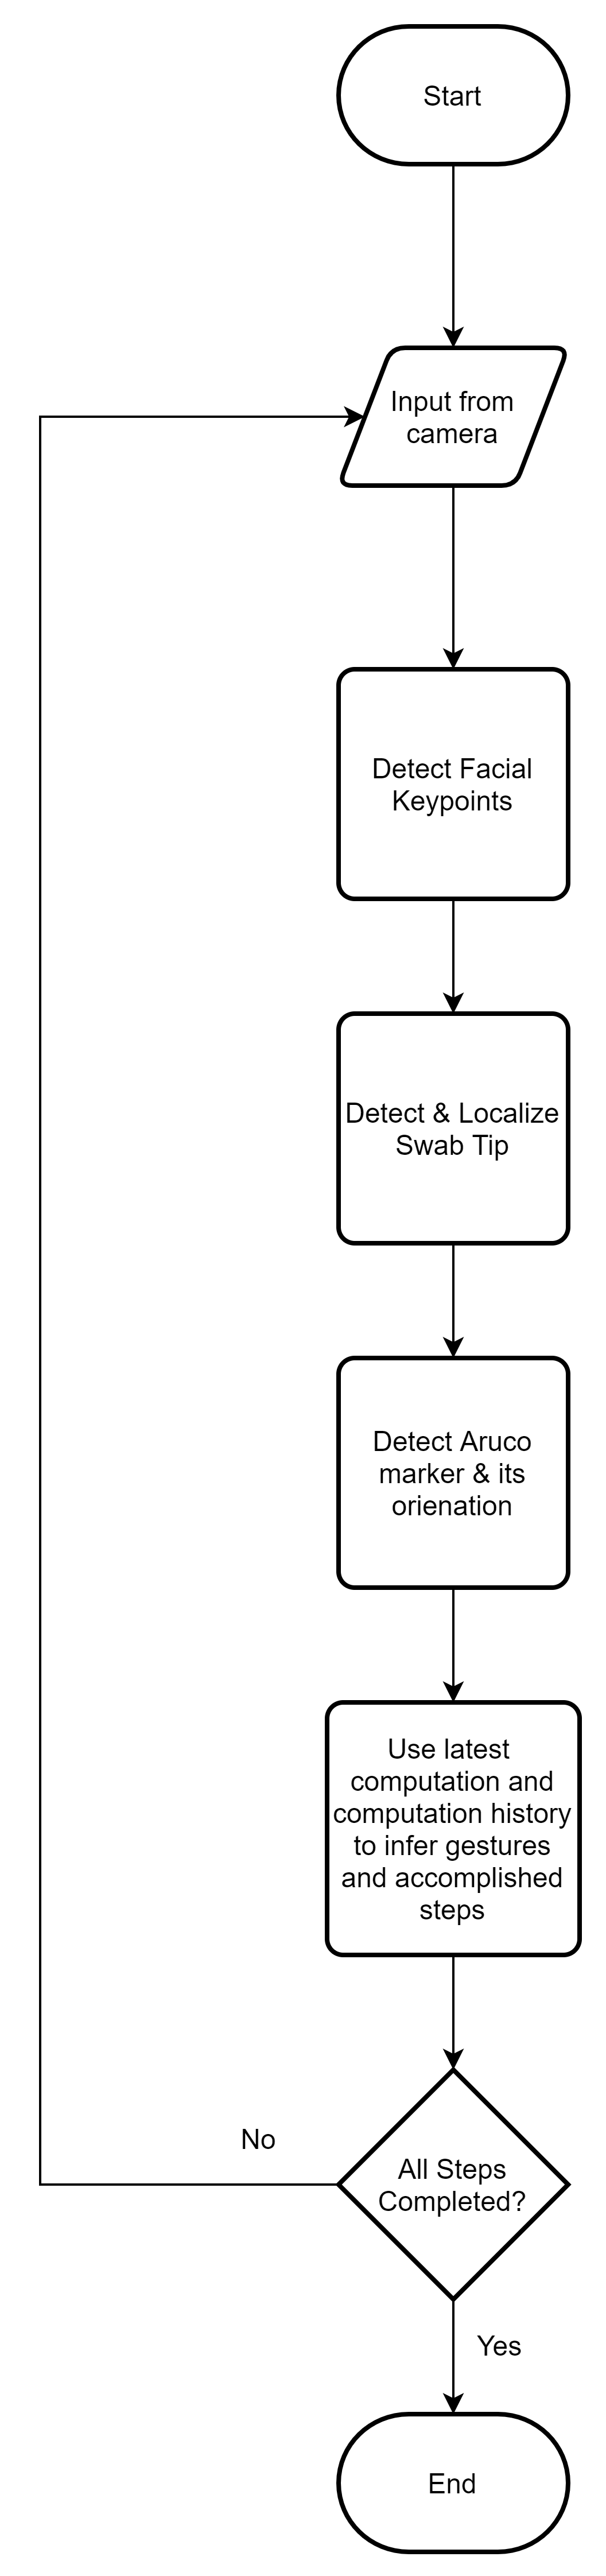 Start
Input from
camera
Detect Facial
Keypoints
Detect & Localize
Swab Tip
Detect Aruco
marker & its
orienation
Use latest
computation and
computation history
to infer gestures
and accomplished
steps
No
All Steps
Completed?
Yes
End